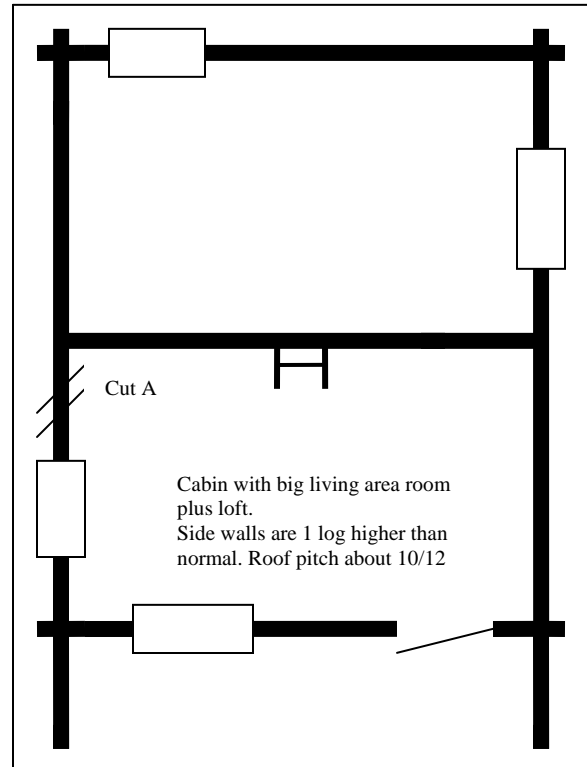 Cut A
Cabin with big living area room
plus loft.
Side walls are 1 log higher than
normal. Roof pitch about 10/12